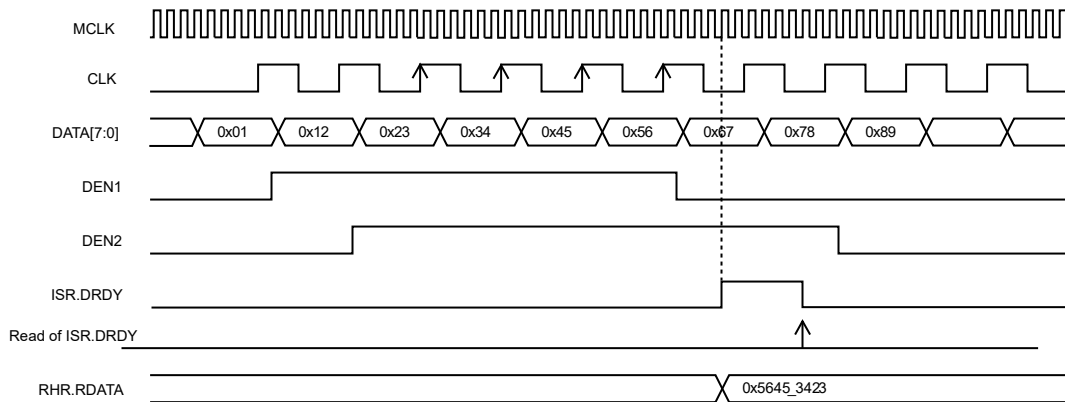 MCLK
CLK
DATA[7:0] 0x01 0x12 0x23 0x34 0x45 0x56 0x67 0x78 0x89
DEN1
DEN2
ISR.DRDY
Read of ISR.DRDY
RHR.RDATA 0x5645_3423